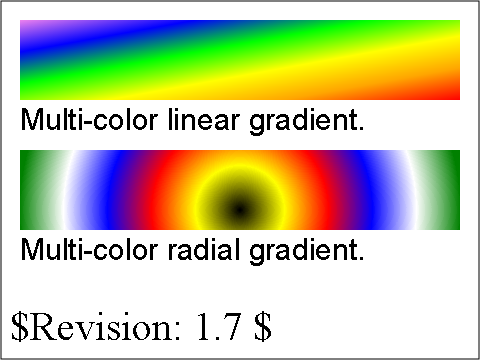 Multi-color linear gradient.
Multi-color radial gradient.
$Revision: 1.7 $